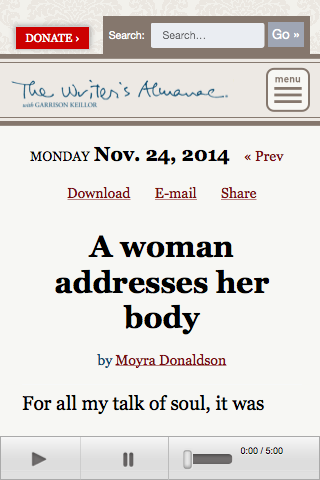 DONATE ›
Search: Search... Go »
The Writer's Almanac.
with GARRISON KEILLOR
menu
MONDAY Nov. 24, 2014 « Prev
Download E-mail Share
A woman
addresses her
body
by Moyra Donaldson
For all my talk of soul, it was
0:00 / 5:00